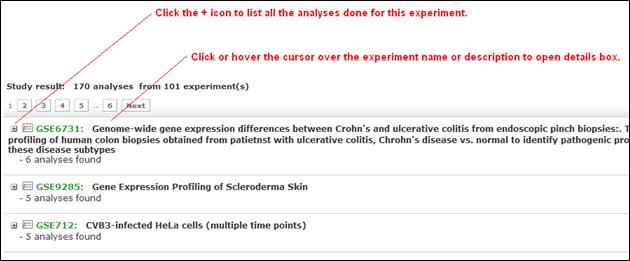 Click the + icon to list all the analyses done for this experiment.
Click or hover the cursor over the experiment name or description to open details box.
Study result: 170 analyses from 101 experiment(s)
1 2 3 4 5 .. 6 Next
GSE6731: Genome-wide gene expression differences between Crohn's and ulcerative colitis from endoscopic pinch biopsies:. T
profiling of human colon biopsies obtained from patietnst with ulcerative colitis, Chrohn's disease vs. normal to identify pathogenic pro
these disease subtypes
- 6 analyses found
GSE9285: Gene Expression Profiling of Scleroderma Skin
- 5 analyses found
GSE712: CVB3-infected HeLa cells (multiple time points)
- 5 analyses found